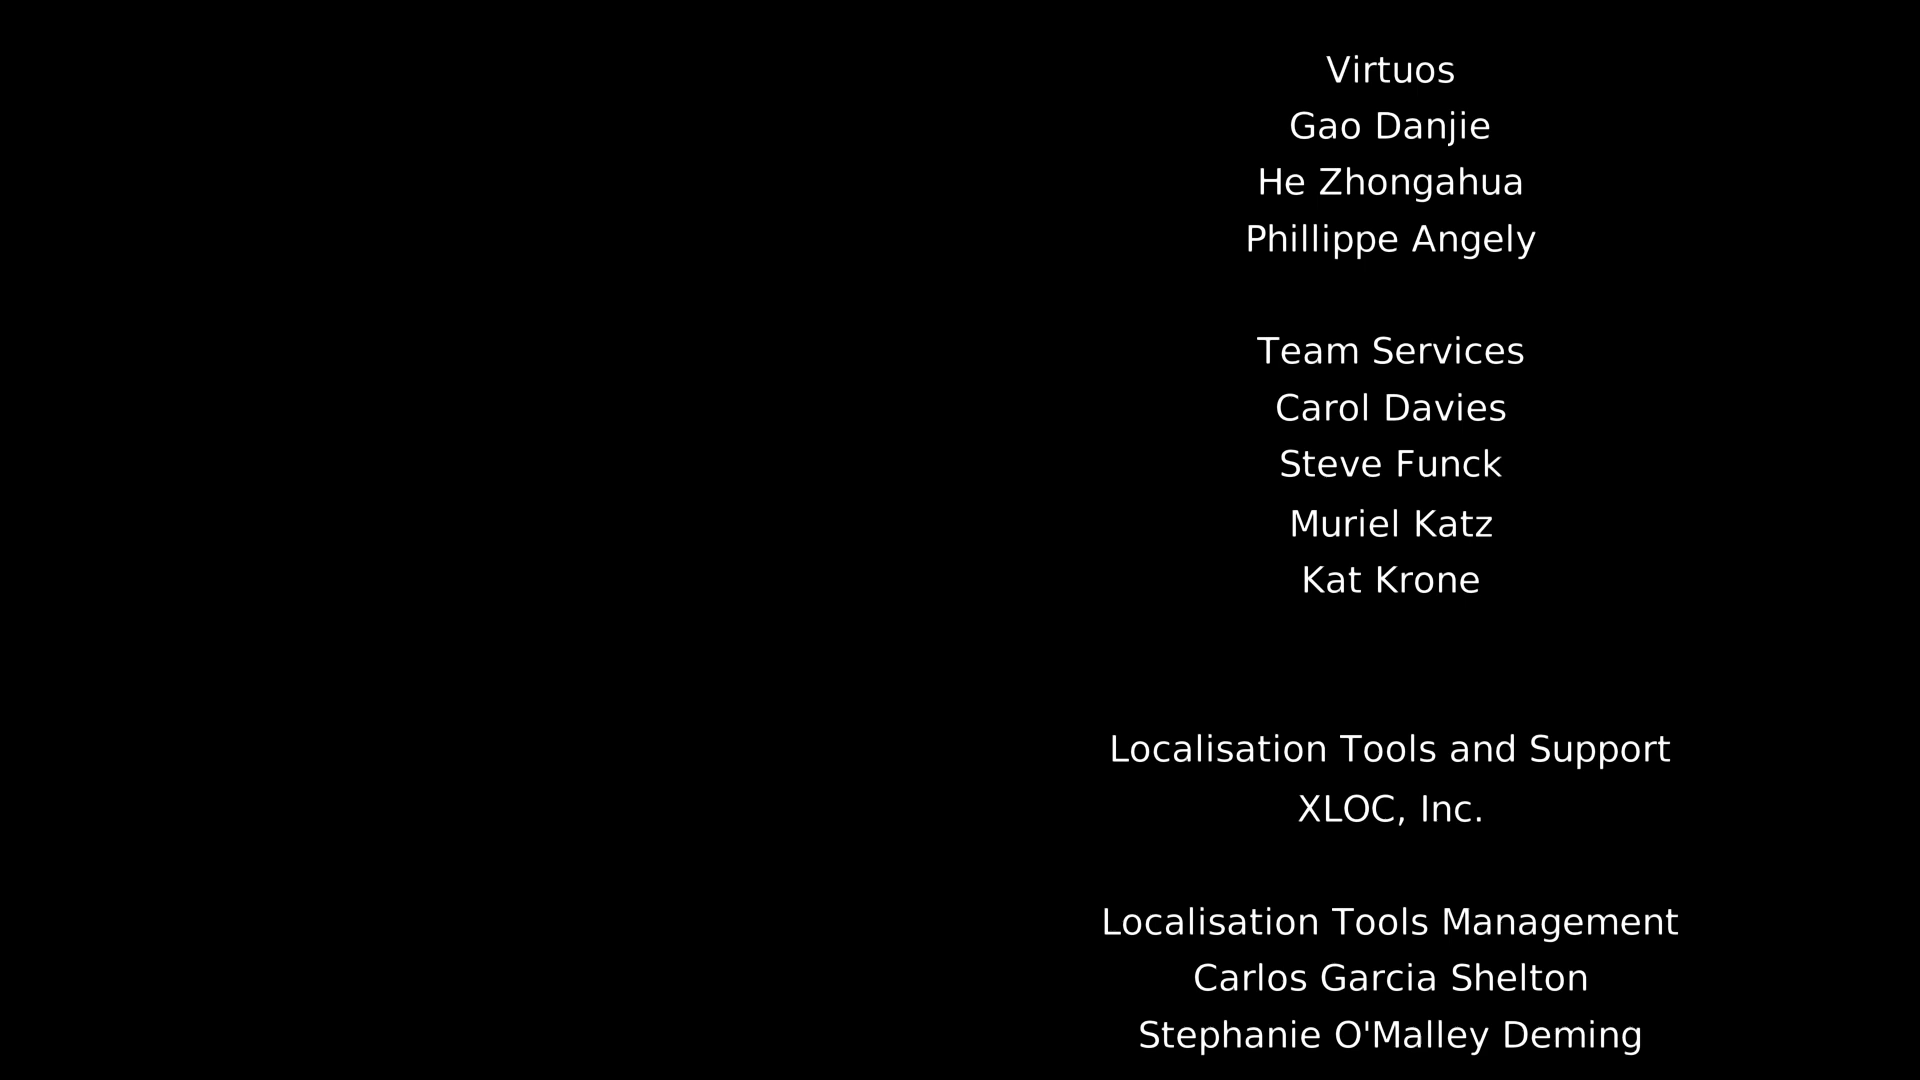 Virtuos
Gao Danjie
He Zhongahua
Phillippe Angely
Team Services
Carol Davies
Steve Funck
Muriel Katz
Kat Krone
Localisation Tools and Support
XLOC, Inc.
Localisation Tools Management
Carlos Garcia Shelton
Stephanie O'Malley Deming